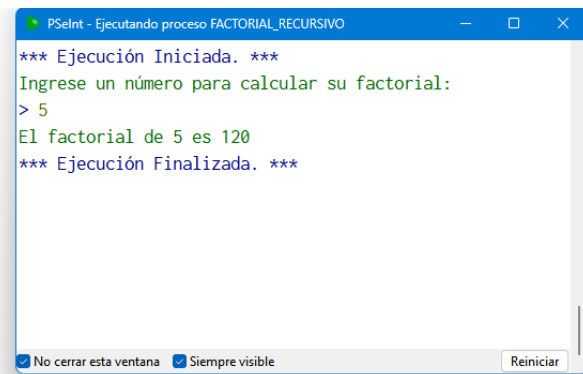 PSeInt - Ejecutando proceso FACTORIAL_RECURSIVO
*** Ejecución Iniciada. ***
Ingrese un número para calcular su factorial:
> 5
El factorial de 5 es 120
*** Ejecución Finalizada. ***
No cerrar esta ventana Siempre visible Reiniciar